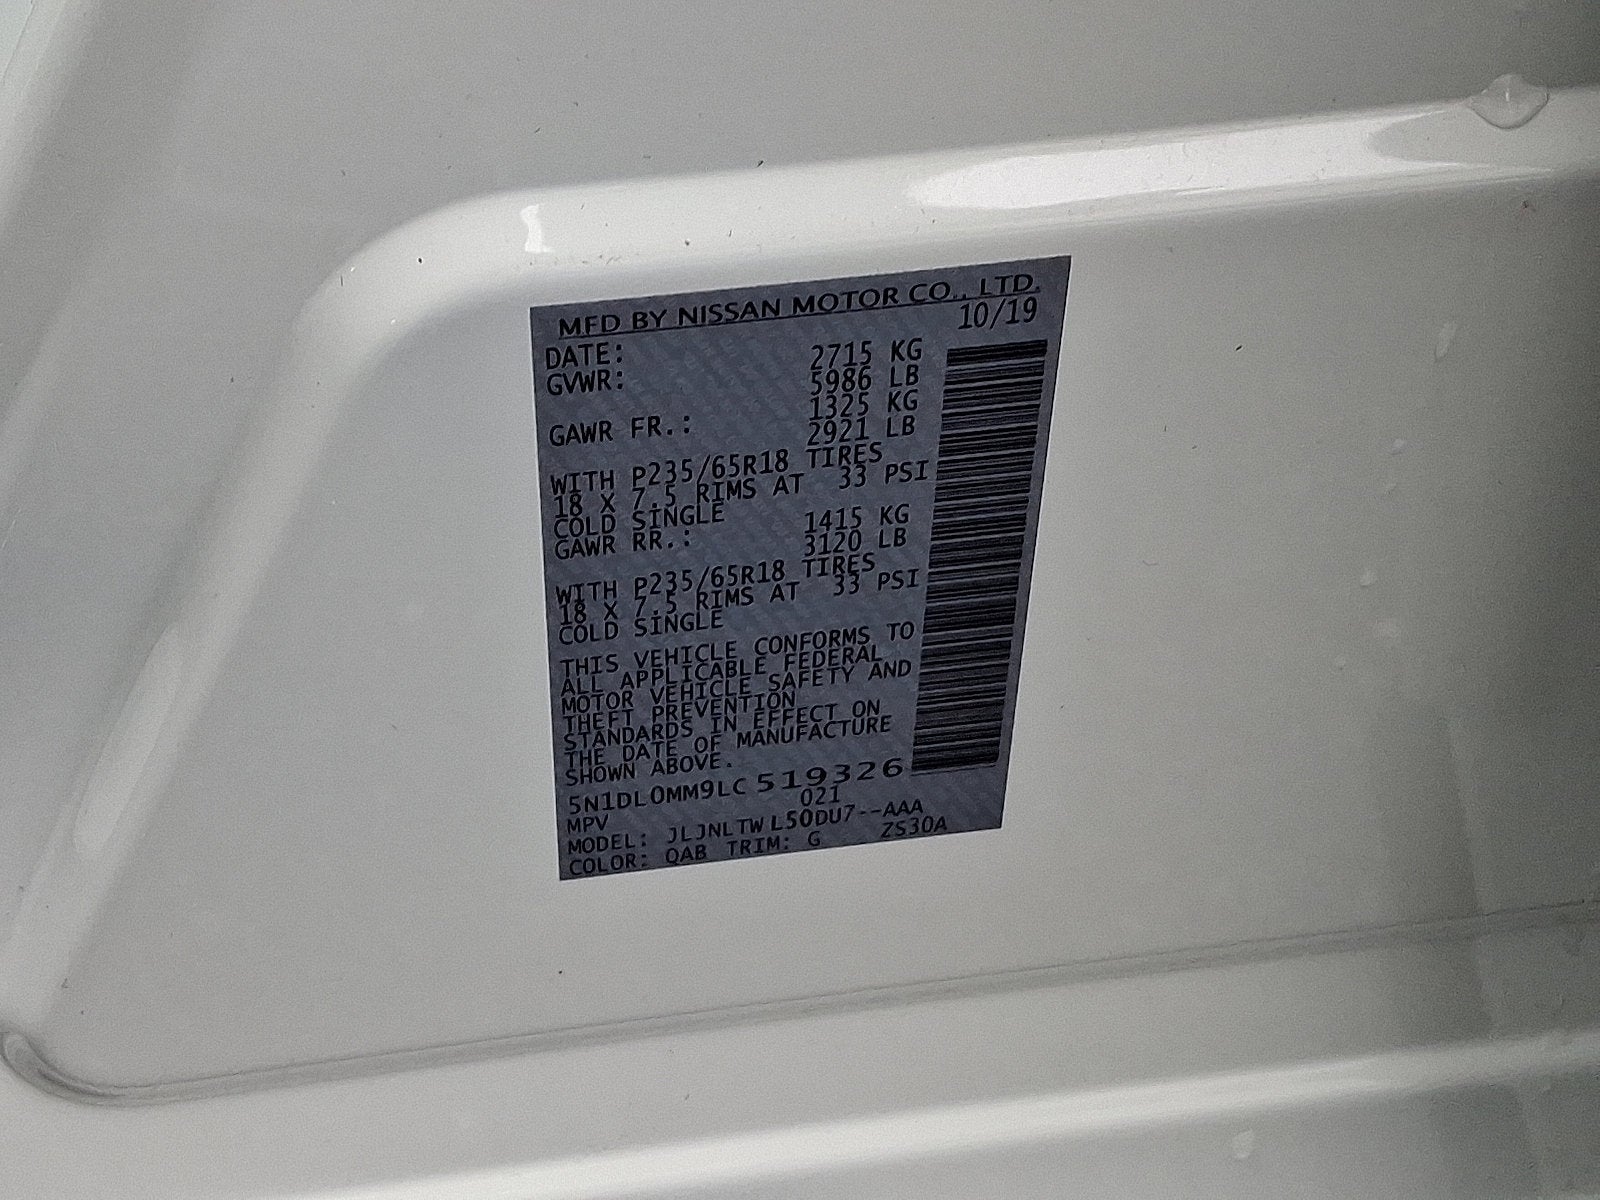 MFD BY NISSAN MOTOR CO., LTD.
DATE: 10/19
GVWR: 2715 KG
5986 LB
GAWR FR.: 1325 KG
2921 LB
WITH P235/65R18 TIRES
18 X 7.5 RIMS AT 33 PSI
COLD SINGLE
GAWR RR.: 1415 KG
3120 LB
WITH P235/65R18 TIRES
18 X 7.5 RIMS AT 33 PSI
COLD SINGLE
THIS VEHICLE CONFORMS TO
ALL APPLICABLE FEDERAL
MOTOR VEHICLE SAFETY AND
THEFT PREVENTION
STANDARDS IN EFFECT ON
THE DATE OF MANUFACTURE
SHOWN ABOVE.
5N1DL0MM9LC519326
MPV 021
MODEL: JLJNLTWL50DU7--AAA
COLOR: QAB TRIM: G ZS30A